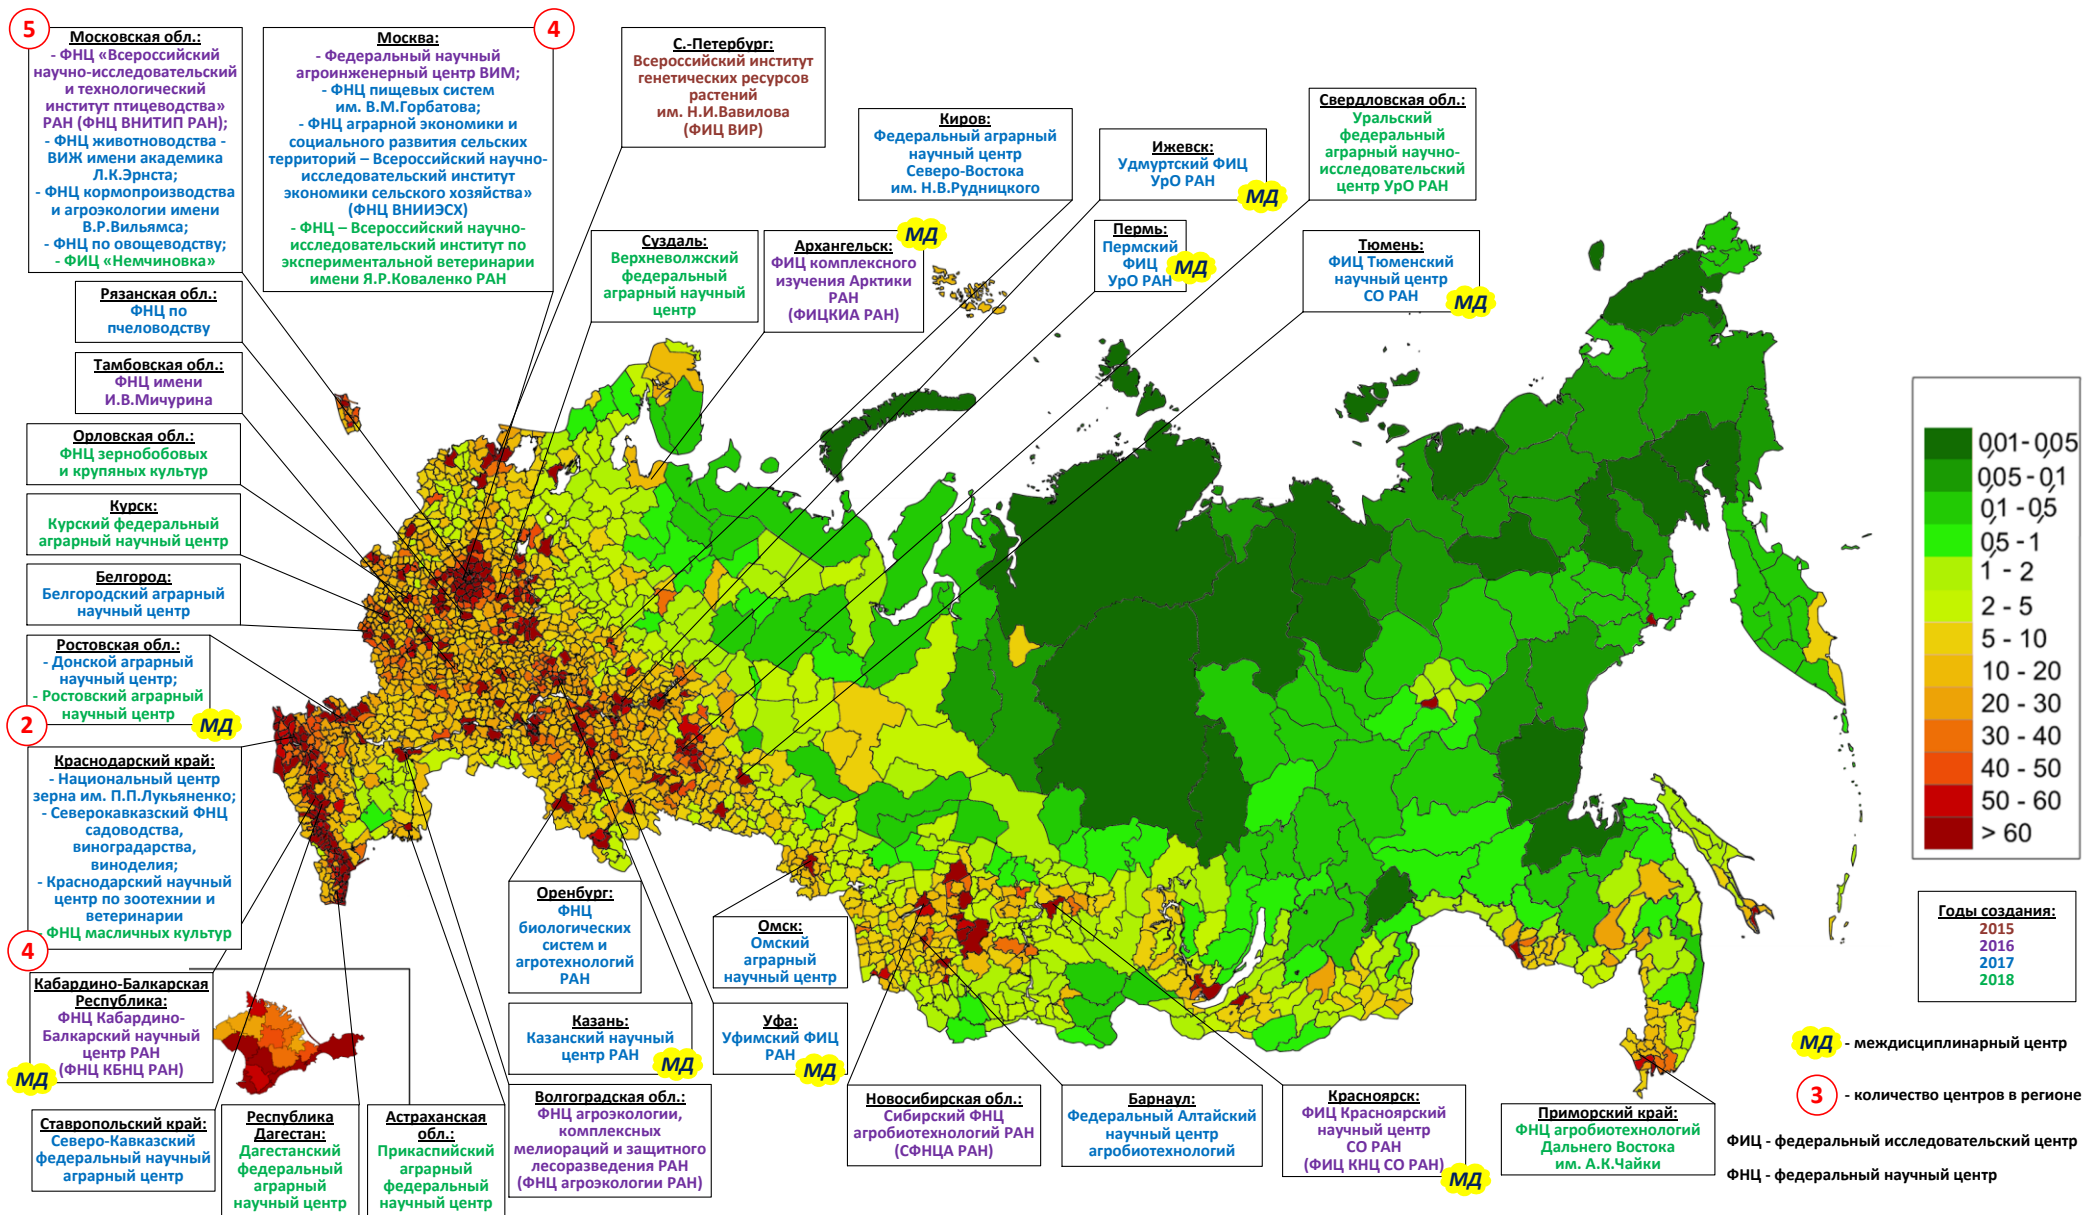 5
Московская обл.:
- ФНЦ «Всероссийский
научно-исследовательский
и технологический
институт птицеводства»
РАН (ФНЦ ВНИТИП РАН);
- ФНЦ животноводства -
ВИЖ имени академика
Л.К.Эрнста;
- ФНЦ кормопроизводства
и агроэкологии имени
В.Р.Вильямса;
- ФНЦ по овощеводству;
- ФИЦ «Немчиновка»
4
Москва:
- Федеральный научный
агроинженерный центр ВИМ;
- ФНЦ пищевых систем
им. В.М.Горбатова;
- ФНЦ аграрной экономики и
социального развития сельских
территорий – Всероссийский научно-
исследовательский институт
экономики сельского хозяйства»
(ФНЦ ВНИИЭСХ)
- ФНЦ – Всероссийский научно-
исследовательский институт по
экспериментальной ветеринарии
имени Я.Р.Коваленко РАН
С.-Петербург:
Всероссийский институт
генетических ресурсов
растений
им. Н.И.Вавилова
(ФИЦ ВИР)
Киров:
Федеральный аграрный
научный центр
Северо-Востока
им. Н.В.Рудницкого
Ижевск:
Удмуртский ФИЦ
УрО РАН
МД
Свердловская обл.:
Уральский
федеральный
аграрный научно-
исследовательский
центр УрО РАН
Суздаль:
Верхневолжский
федеральный
аграрный научный
центр
Архангельск:
ФИЦ комплексного
изучения Арктики
РАН
(ФИЦКИА РАН)
МД
Пермь:
Пермский
ФИЦ
УрО РАН
МД
Тюмень:
ФИЦ Тюменский
научный центр
СО РАН
МД
Рязанская обл.:
ФНЦ по
пчеловодству
Тамбовская обл.:
ФНЦ имени
И.В.Мичурина
Орловская обл.:
ФНЦ зернобобовых
и крупяных культур
Курск:
Курский федеральный
аграрный научный центр
Белгород:
Белгородский аграрный
научный центр
Ростовская обл.:
- Донской аграрный
научный центр;
- Ростовский аграрный
научный центр
МД
2
Краснодарский край:
- Национальный центр
зерна им. П.П.Лукьяненко;
- Северокавказский ФНЦ
садоводства,
виноградарства,
виноделия;
- Краснодарский научный
центр по зоотехнии и
ветеринарии
- ФНЦ масличных культур
4
Кабардино-Балкарская
Республика:
ФНЦ Кабардино-
Балкарский научный
центр РАН
(ФНЦ КБНЦ РАН)
МД
Ставропольский край:
Северо-Кавказский
федеральный научный
аграрный центр
Республика
Дагестан:
Дагестанский
федеральный
аграрный
научный центр
Астраханская
обл.:
Прикаспийский
аграрный
федеральный
научный центр
Оренбург:
ФНЦ
биологических
систем и
агротехнологий
РАН
Казань:
Казанский научный
центр РАН
МД
Волгоградская обл.:
ФНЦ агроэкологии,
комплексных
мелиораций и защитного
лесоразведения РАН
(ФНЦ агроэкологии РАН)
Омск:
Омский
аграрный
научный центр
Уфа:
Уфимский ФИЦ
РАН
МД
Новосибирская обл.:
Сибирский ФНЦ
агробиотехнологий РАН
(СФНЦА РАН)
Барнаул:
Федеральный Алтайский
научный центр
агробиотехнологий
Красноярск:
ФИЦ Красноярский
научный центр
СО РАН
(ФИЦ КНЦ СО РАН)
МД
Приморский край:
ФНЦ агробиотехнологий
Дальнего Востока
им. А.К.Чайки
0,01 - 0,05
0,05 - 0,1
0,1 - 0,5
0,5 - 1
1 - 2
2 - 5
5 - 10
10 - 20
20 - 30
30 - 40
40 - 50
50 - 60
> 60
Годы создания:
2015
2016
2017
2018
МД - междисциплинарный центр
3 - количество центров в регионе
ФИЦ - федеральный исследовательский центр
ФНЦ - федеральный научный центр